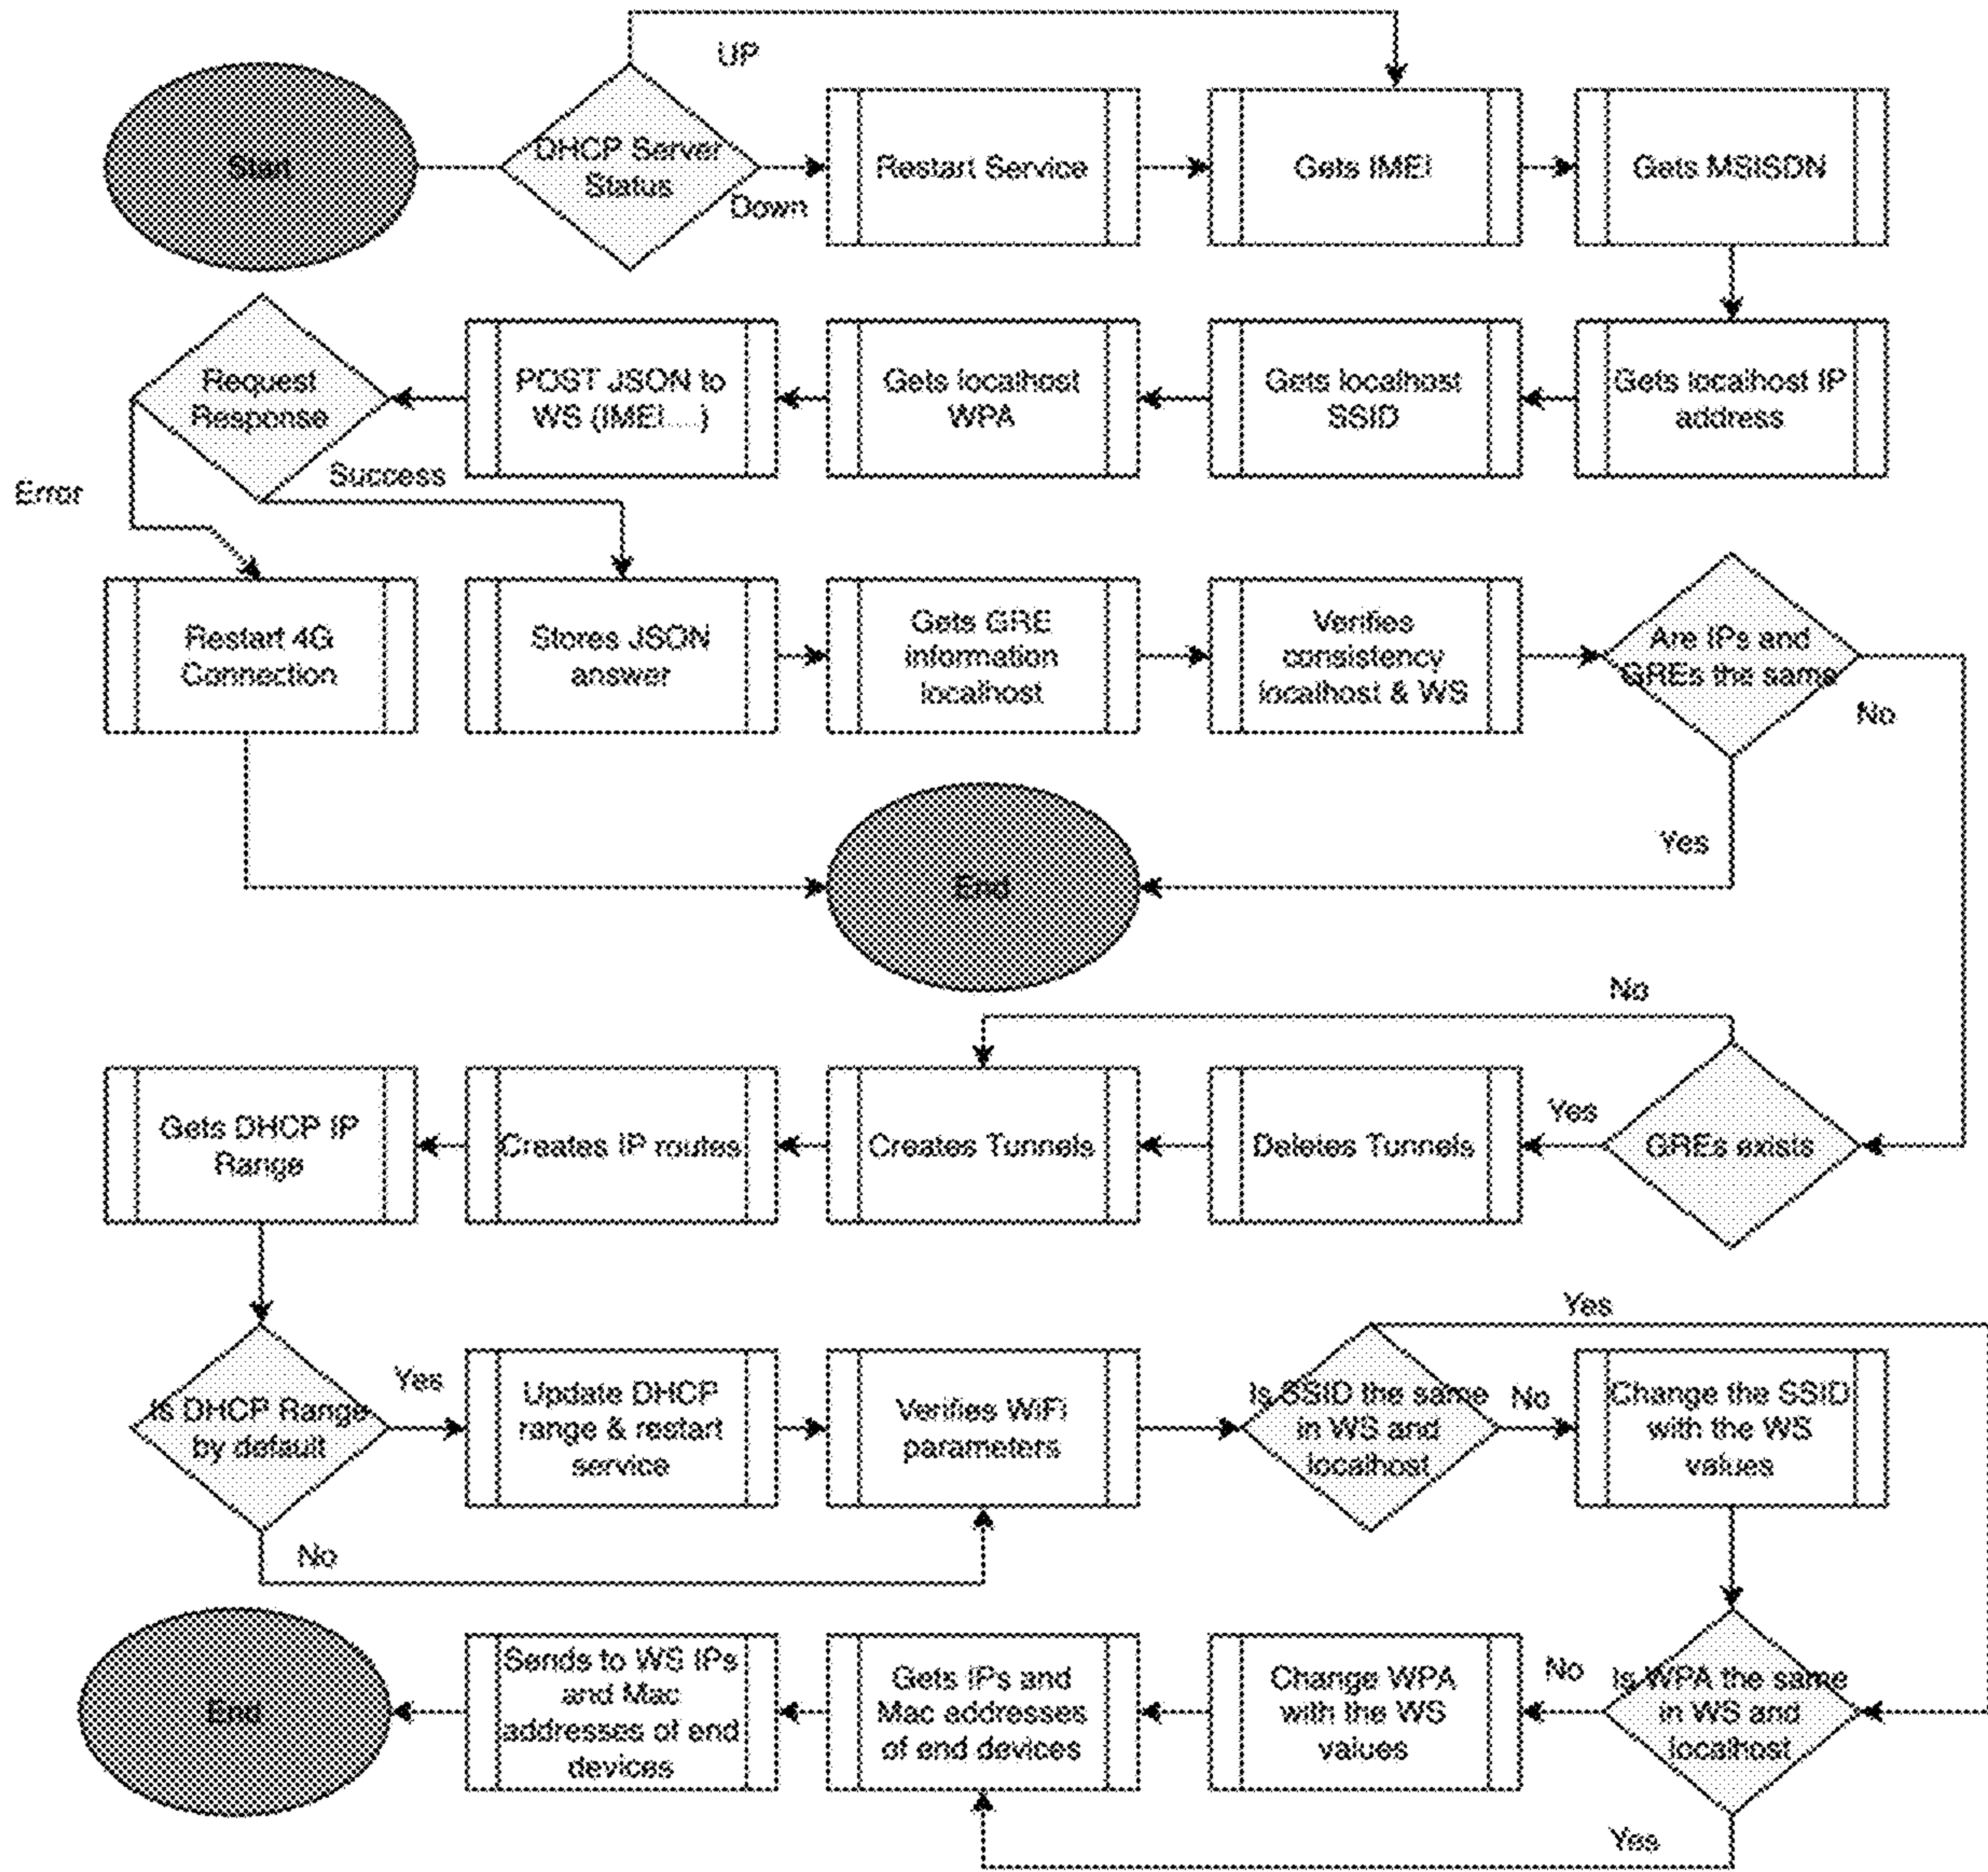 UP
Start
DHCP Server
Status
Down
Restart Service
Gets IMEI
Gets MSISDN
Request
Response
POST JSON to
WS (IMEI....)
Gets localhost
WPA
Gets localhost
SSID
Gets localhost IP
address
Error
Success
Restart 4G
Connection
Stores JSON
answer
Gets GRE
information
localhost
Verifies
consistency
localhost & WS
Are IPs and
GREs the same
No
Yes
End
No
Gets DHCP IP
Range
Creates IP routes
Creates Tunnels
Deletes Tunnels
Yes
GREs exists
Yes
Is DHCP Range
by default
Yes
Update DHCP
range & restart
service
Verifies WiFi
parameters
Is SSID the same
in WS and
localhost
No
Change the SSID
with the WS
values
No
End
Sends to WS IPs
and Mac
addresses of end
devices
Gets IPs and
Mac addresses
of end devices
Change WPA
with the WS
values
No
Is WPA the same
in WS and
localhost
Yes